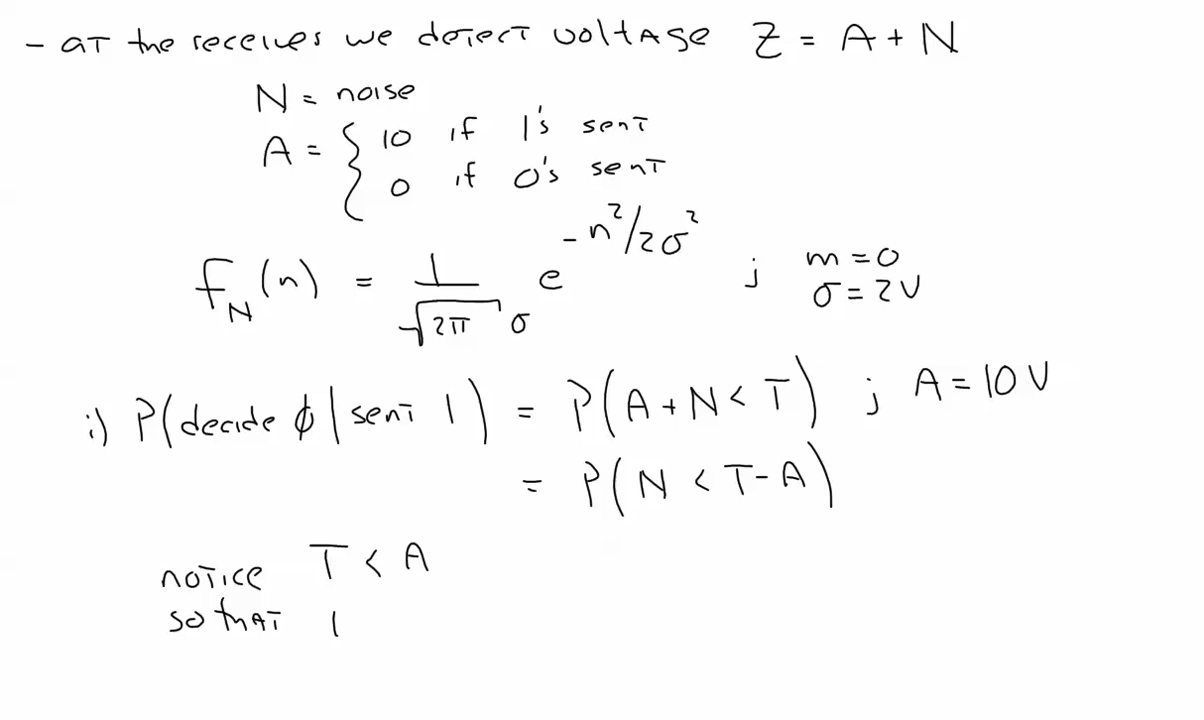 - at the receives we detect voltage Z = A + N
N = noise
A = { 10 if 1's sent
0 if 0's sent
f_N(n) = 1/(√2π σ) e^(-n²/2σ²) ; m = 0
σ = 2V
i) P(decide ϕ | sent 1) = P(A + N < T) ; A = 10V
= P(N < T - A)
notice T < A
so that |